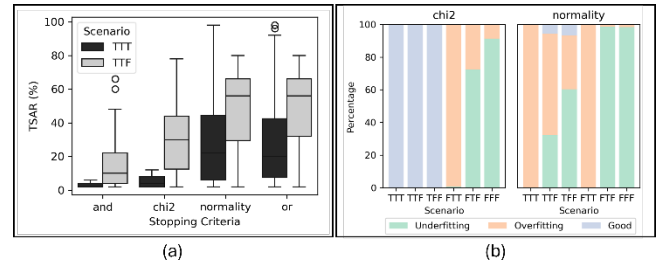 100
80
60
40
20
0
TSAR (%)
Scenario
TTT
TTF
and chi2 normality or
Stopping Criteria
(a)
chi2 normality
100
80
60
40
20
0
Percentage
TTT TTF TFF FTT FTF FFF TTT TTF TFF FTT FTF FFF
Scenario Scenario
Underfitting Overfitting Good
(b)